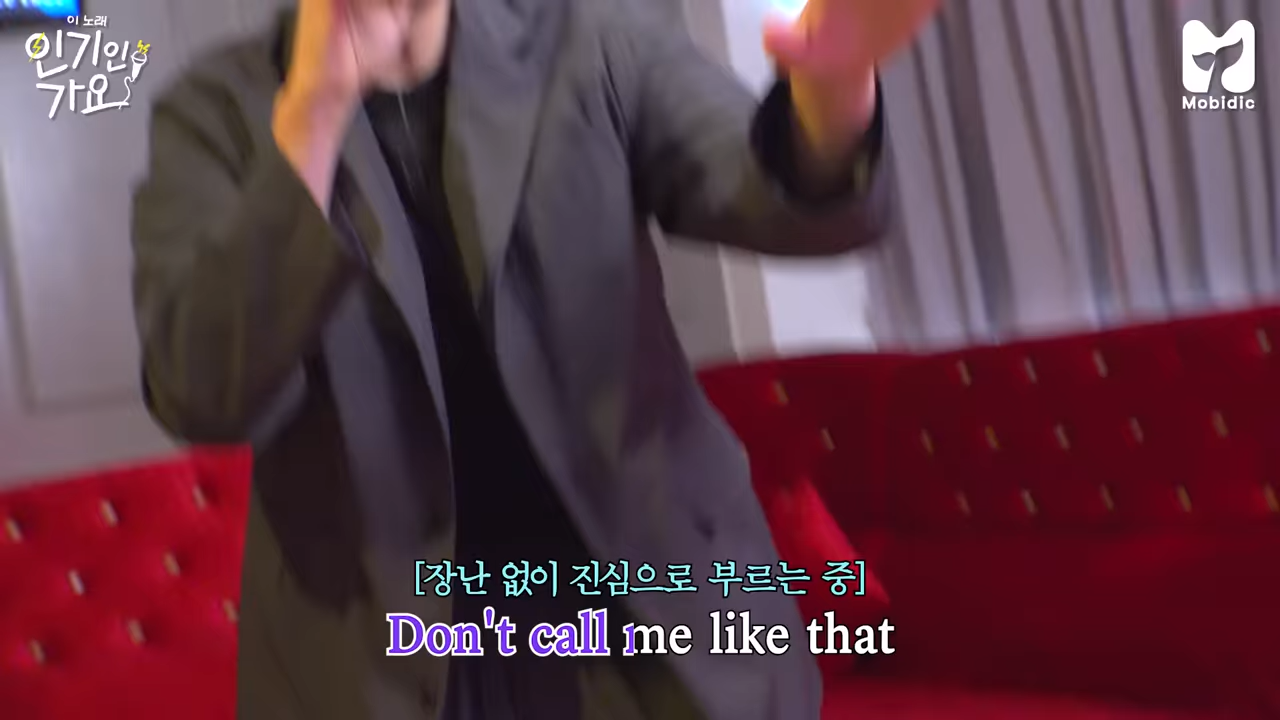 이 노래
인기인
가요
Mobidic
[장난 없이 진심으로 부르는 중]
Don't call me like that